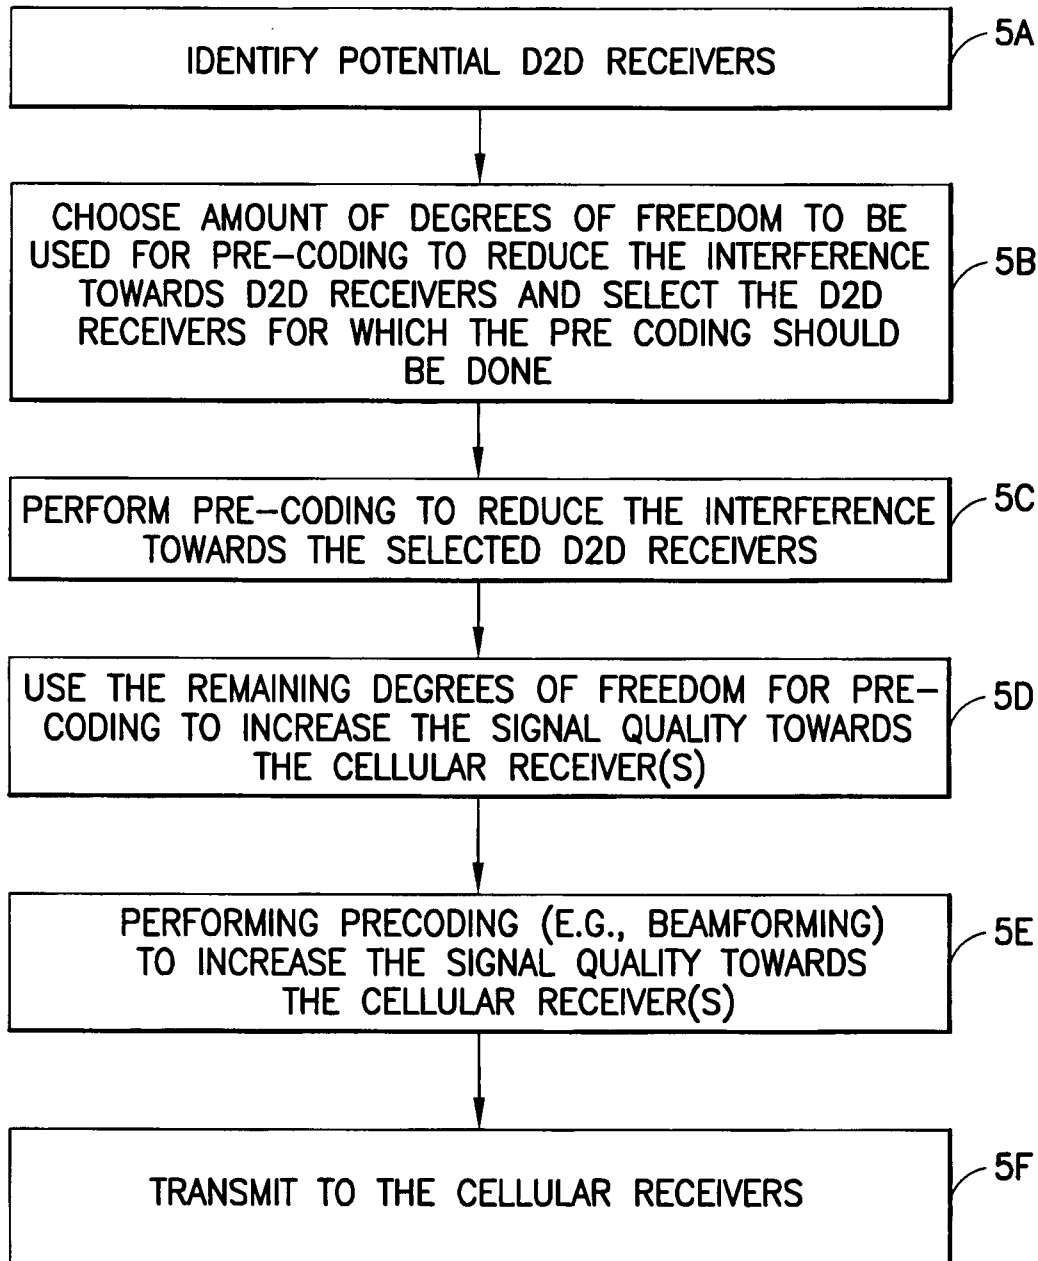 IDENTIFY POTENTIAL D2D RECEIVERS
5A
CHOOSE AMOUNT OF DEGREES OF FREEDOM TO BE
USED FOR PRE-CODING TO REDUCE THE INTERFERENCE
TOWARDS D2D RECEIVERS AND SELECT THE D2D
RECEIVERS FOR WHICH THE PRE CODING SHOULD
BE DONE
5B
PERFORM PRE-CODING TO REDUCE THE INTERFERENCE
TOWARDS THE SELECTED D2D RECEIVERS
5C
USE THE REMAINING DEGREES OF FREEDOM FOR PRE-
CODING TO INCREASE THE SIGNAL QUALITY TOWARDS
THE CELLULAR RECEIVER(S)
5D
PERFORMING PRECODING (E.G., BEAMFORMING)
TO INCREASE THE SIGNAL QUALITY TOWARDS
THE CELLULAR RECEIVER(S)
5E
TRANSMIT TO THE CELLULAR RECEIVERS
5F